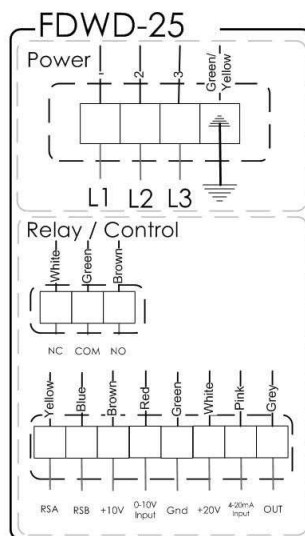 FDWD-25
Power
1 2 3 Green/
Yellow
L1 L2 L3
Relay / Control
White Green Brown
NC COM NO
Yellow Blue Brown Red Green White Pink Grey
RSA RSB +10V 0-10V
Input Gnd +20V 4-20mA
Input OUT